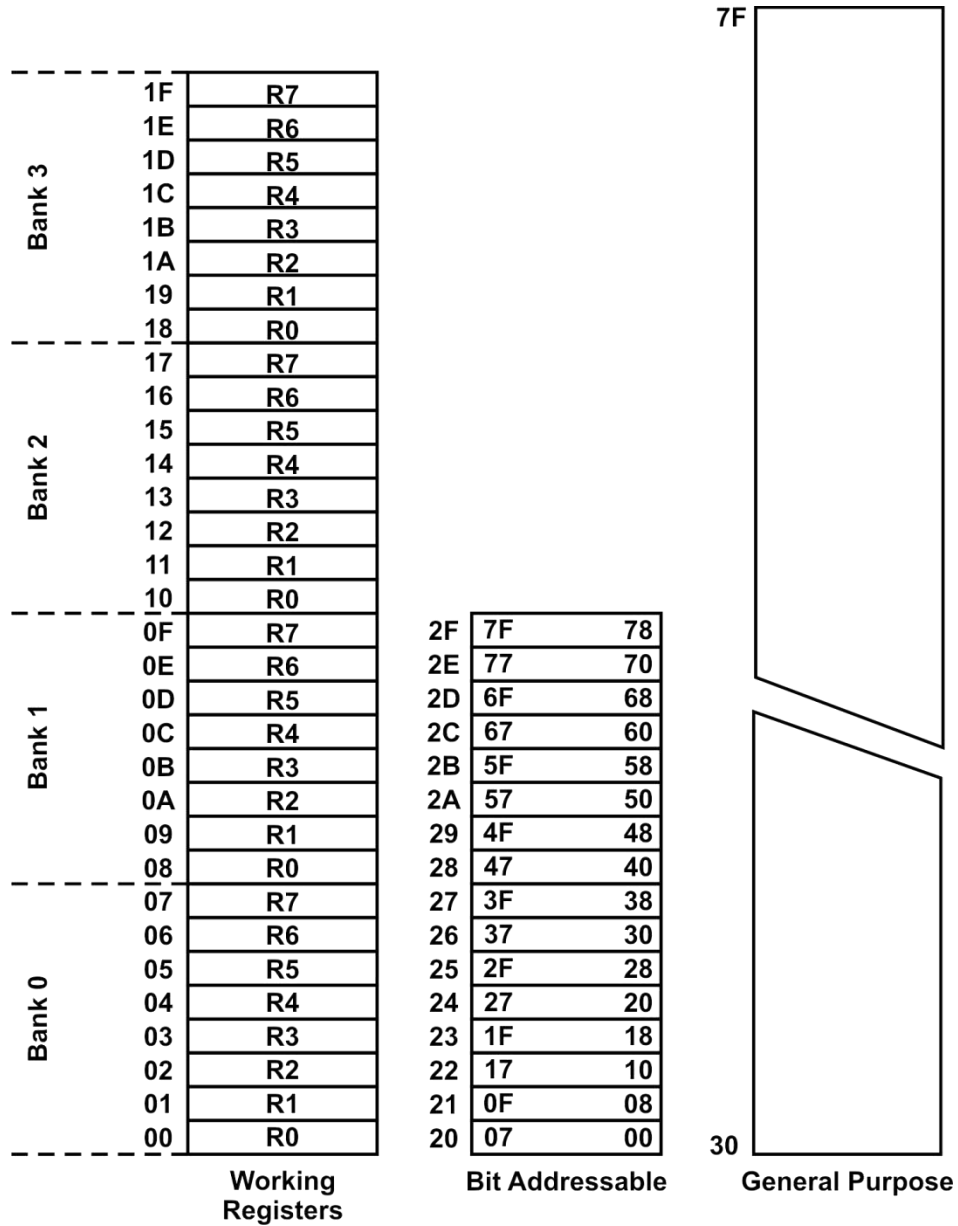 7F
Bank 3
1F R7
1E R6
1D R5
1C R4
1B R3
1A R2
19 R1
18 R0
Bank 2
17 R7
16 R6
15 R5
14 R4
13 R3
12 R2
11 R1
10 R0
Bank 1
0F R7
0E R6
0D R5
0C R4
0B R3
0A R2
09 R1
08 R0
Bank 0
07 R7
06 R6
05 R5
04 R4
03 R3
02 R2
01 R1
00 R0
Working
Registers
2F 7F 78
2E 77 70
2D 6F 68
2C 67 60
2B 5F 58
2A 57 50
29 4F 48
28 47 40
27 3F 38
26 37 30
25 2F 28
24 27 20
23 1F 18
22 17 10
21 0F 08
20 07 00
Bit Addressable
30
General Purpose